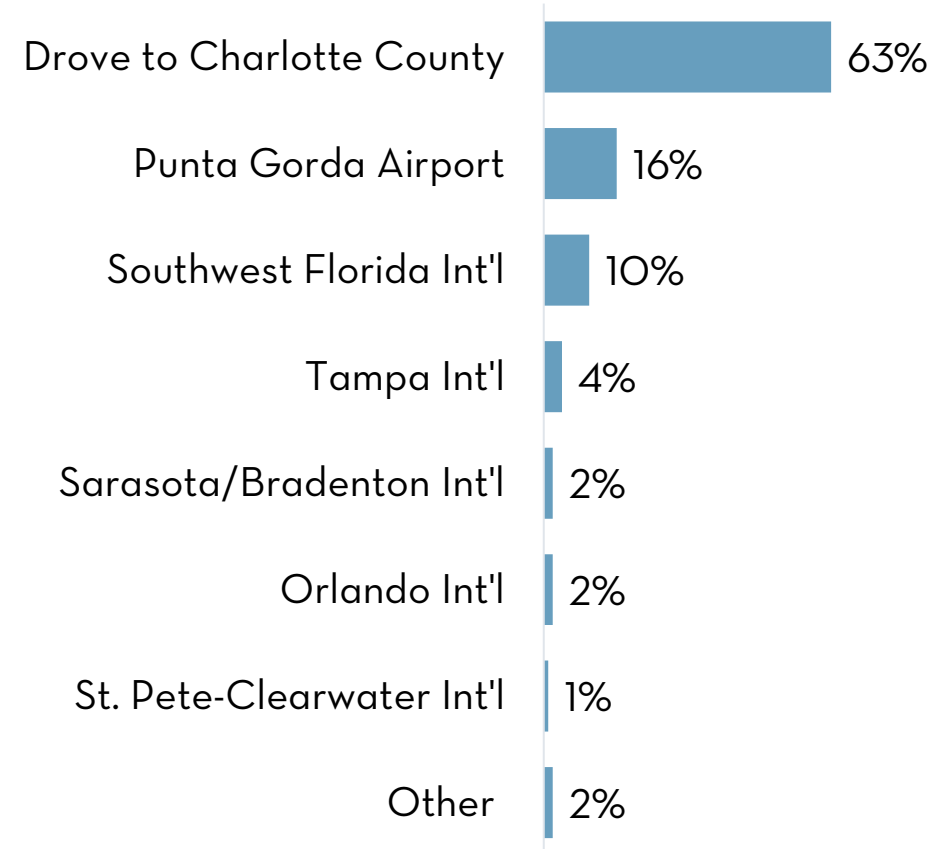 Drove to Charlotte County 63%
Punta Gorda Airport 16%
Southwest Florida Int'l 10%
Tampa Int'l 4%
Sarasota/Bradenton Int'l 2%
Orlando Int'l 2%
St. Pete-Clearwater Int'l 1%
Other 2%